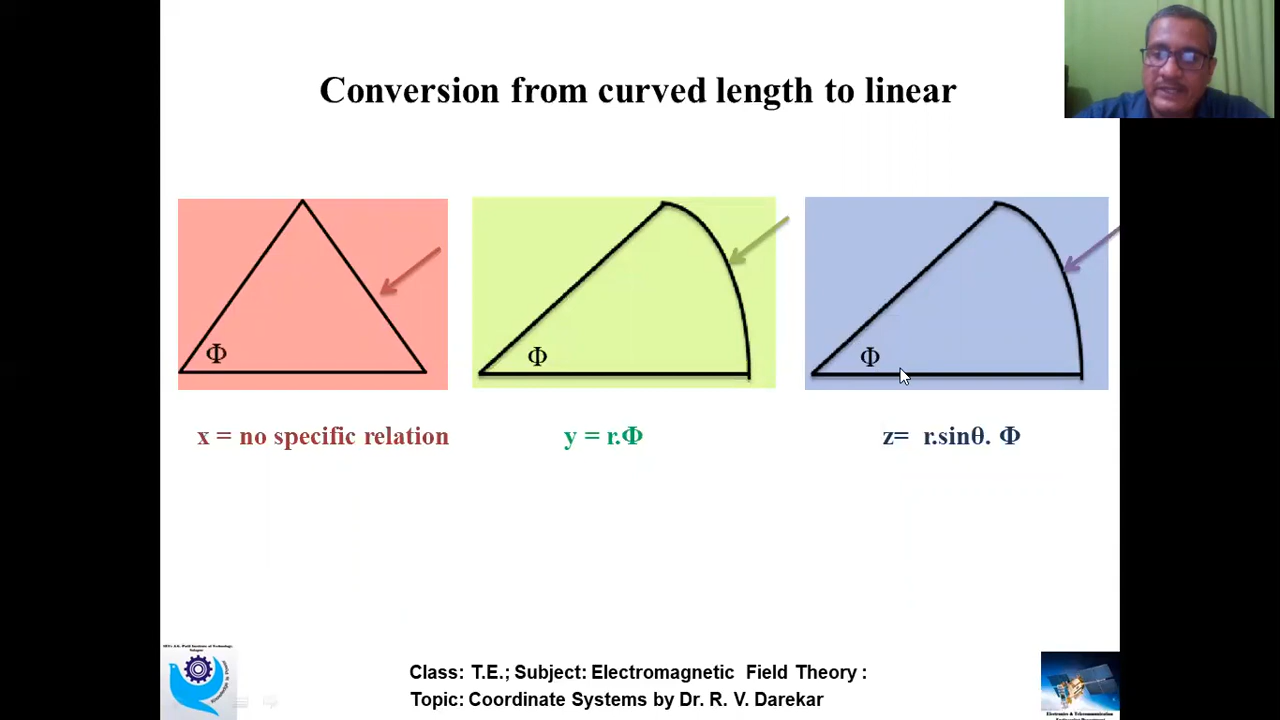 Conversion from curved length to linear
Φ
Φ
Φ
x = no specific relation
y = r.Φ
z= r.sinθ. Φ
Class: T.E.; Subject: Electromagnetic Field Theory :
Topic: Coordinate Systems by Dr. R. V. Darekar